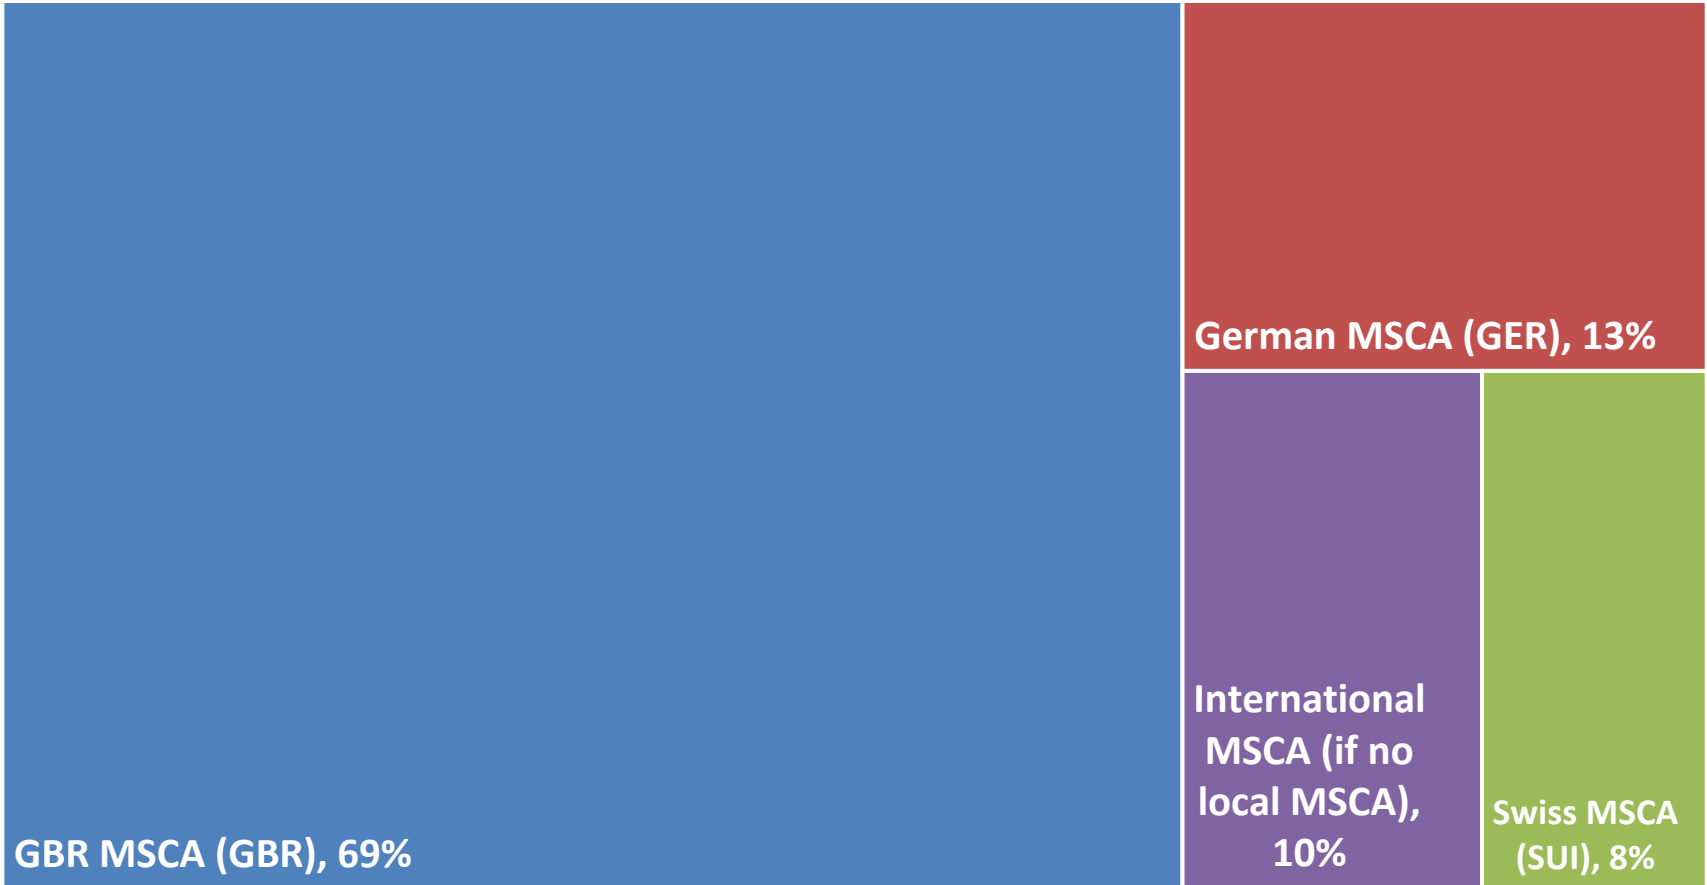 German MSCA (GER), 13%
International
MSCA (if no
local MSCA),
10%
Swiss MSCA
(SUI), 8%
GBR MSCA (GBR), 69%